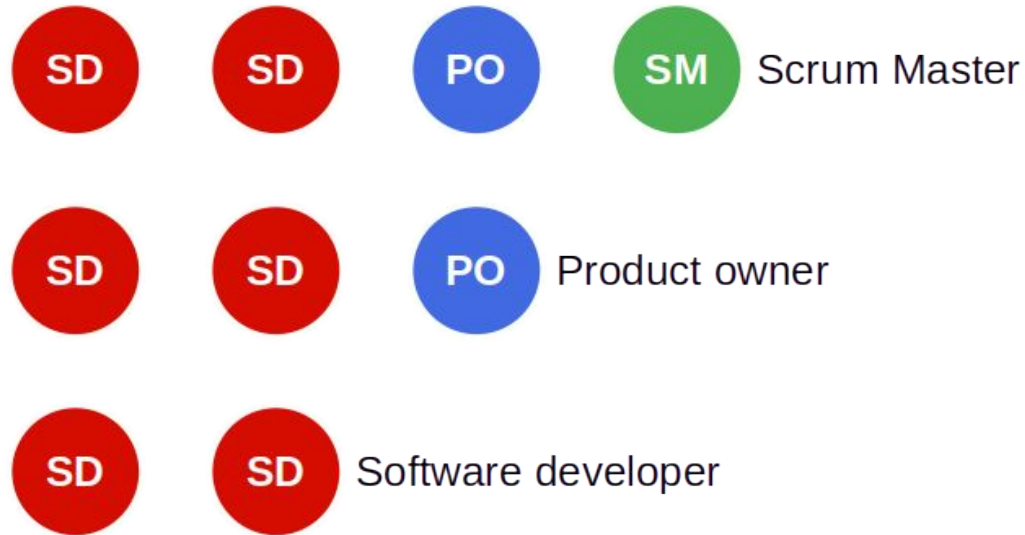 SD SD PO SM Scrum Master
SD SD PO Product owner
SD SD Software developer